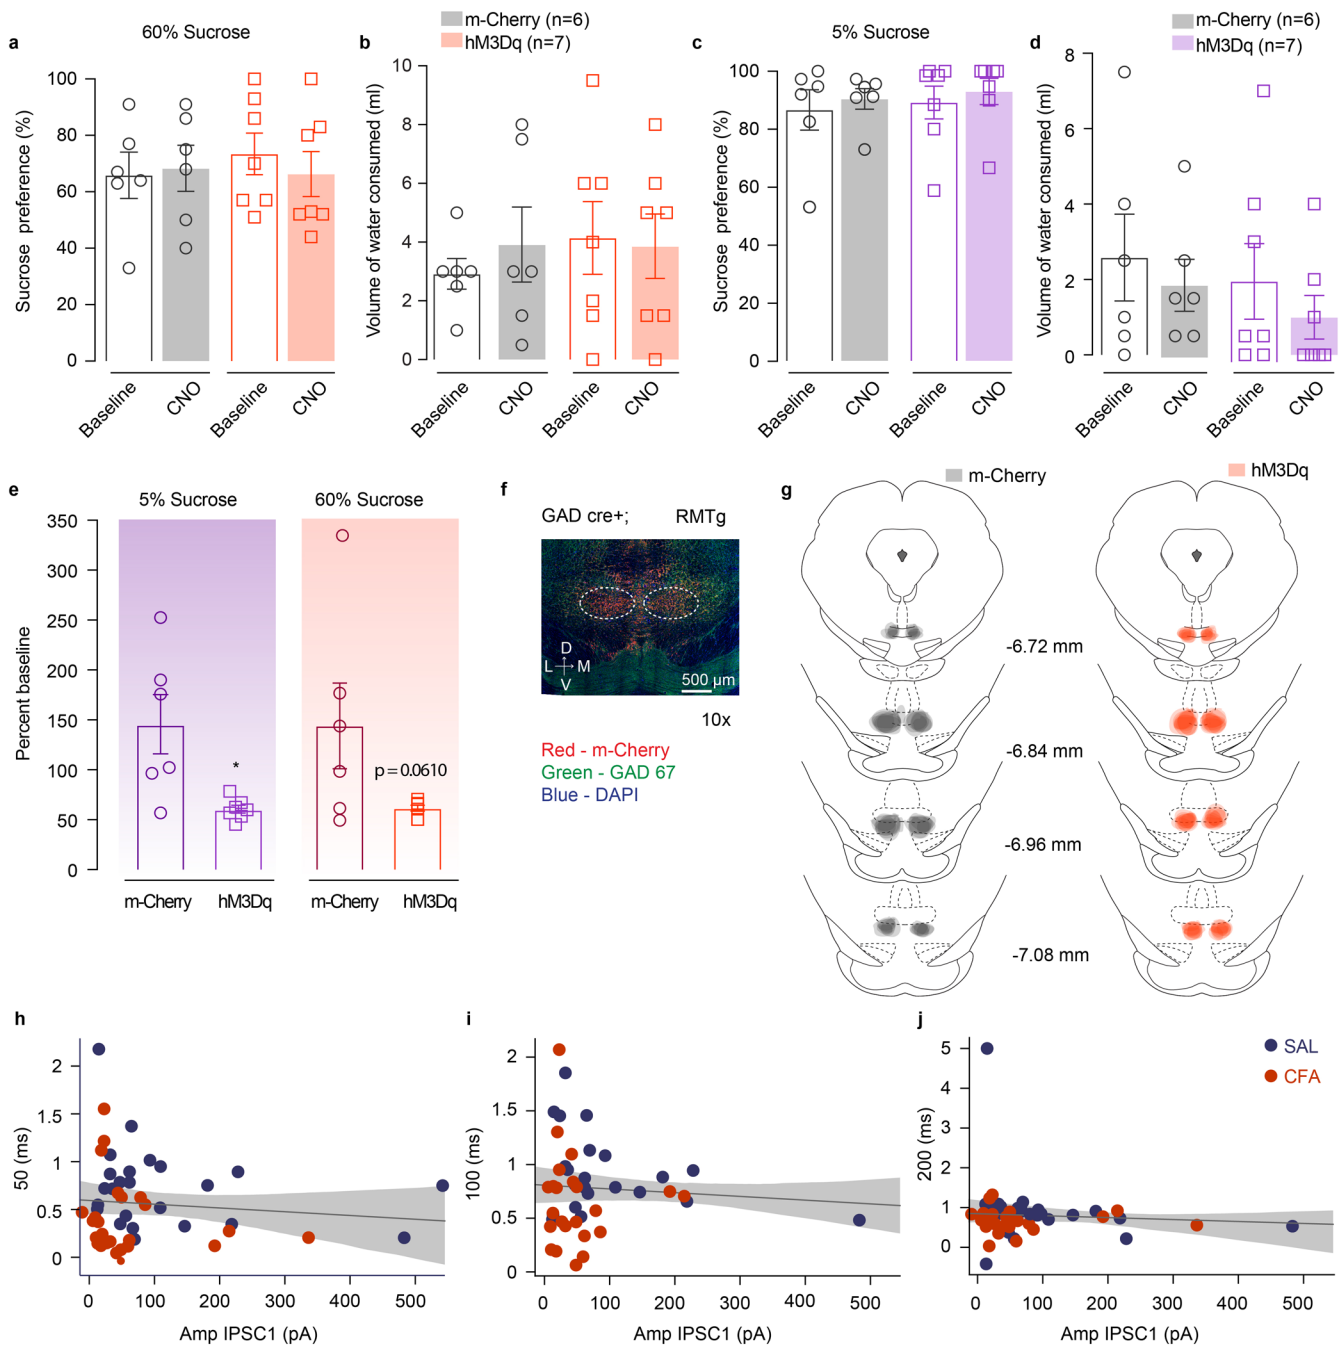 a
60% Sucrose
Sucrose preference (%)
100
80
60
40
20
0
Baseline
CNO
Baseline
CNO
b
m-Cherry (n=6)
hM3Dq (n=7)
Volume of water consumed (ml)
10
8
6
4
2
0
Baseline
CNO
Baseline
CNO
c
5% Sucrose
Sucrose preference (%)
100
80
60
40
20
0
Baseline
CNO
Baseline
CNO
d
m-Cherry (n=6)
hM3Dq (n=7)
Volume of water consumed (ml)
8
6
4
2
0
Baseline
CNO
Baseline
CNO
e
5% Sucrose
60% Sucrose
Percent baseline
350
300
250
200
150
100
50
0
*
p=0.0610
m-Cherry
hM3Dq
m-Cherry
hM3Dq
f
GAD cre+; RMTg
D
L M
V
500 µm
10x
Red - m-Cherry
Green - GAD 67
Blue - DAPI
g
m-Cherry
hM3Dq
-6.72 mm
-6.84 mm
-6.96 mm
-7.08 mm
h
50 (ms)
2
1.5
1
0.5
0
0 100 200 300 400 500
Amp IPSC1 (pA)
i
100 (ms)
2
1.5
1
0.5
0
0 100 200 300 400 500
Amp IPSC1 (pA)
j
SAL
CFA
200 (ms)
5
4
3
2
1
0
0 100 200 300 400 500
Amp IPSC1 (pA)